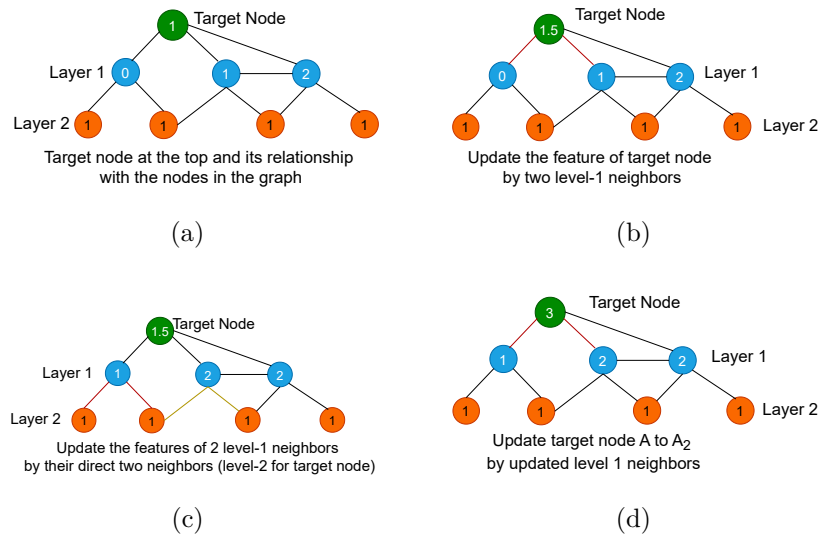 Target Node
1
Layer 1
0
1
2
Layer 2
1
1
1
1
Target node at the top and its relationship
with the nodes in the graph
(a)
Target Node
1.5
0
1
2
Layer 1
1
1
1
1
Layer 2
Update the feature of target node
by two level-1 neighbors
(b)
1.5
Target Node
Layer 1
1
2
2
Layer 2
1
1
1
1
Update the features of 2 level-1 neighbors
by their direct two neighbors (level-2 for target node)
(c)
Target Node
3
1
2
2
Layer 1
1
1
1
1
Layer 2
Update target node A to A₂
by updated level 1 neighbors
(d)